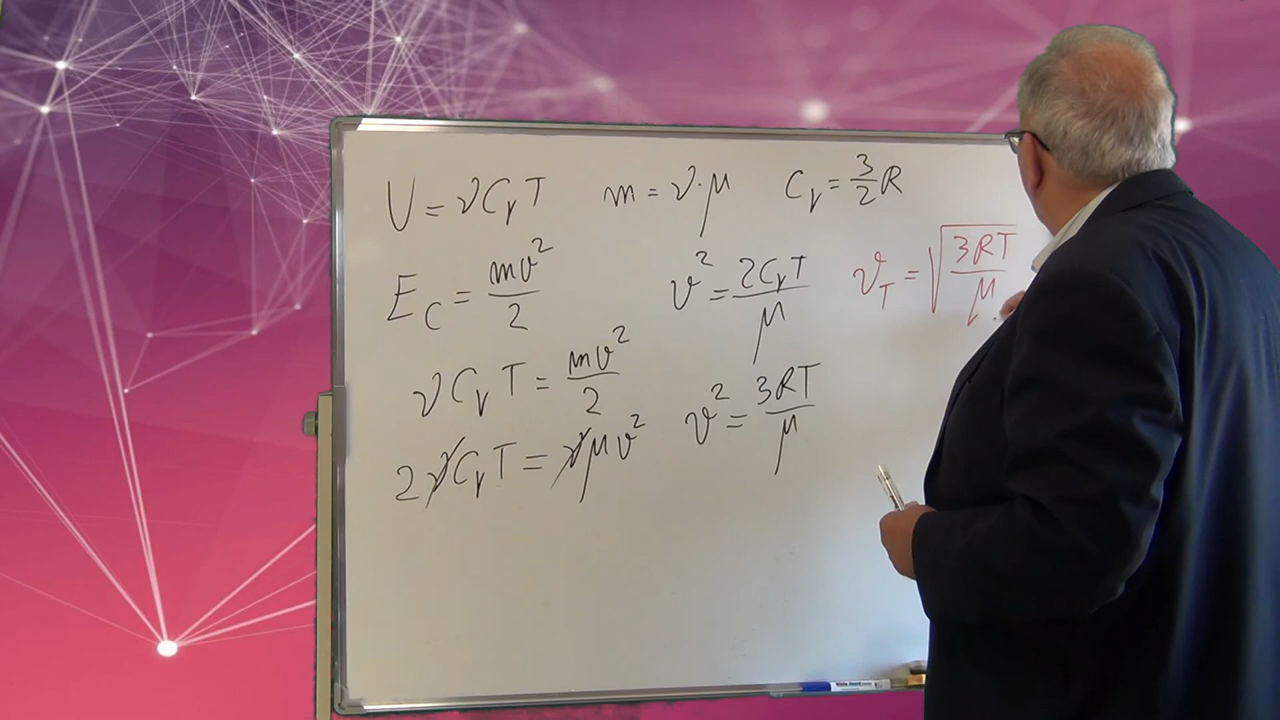 U = νC_V T   m = ν·μ   C_V = 3/2 R
E_C = mv²/2   v² = 2C_V T/μ   v_T = √(3RT/μ)
νC_V T = mv²/2   v² = 3RT/μ
2νC_V T = νμv²